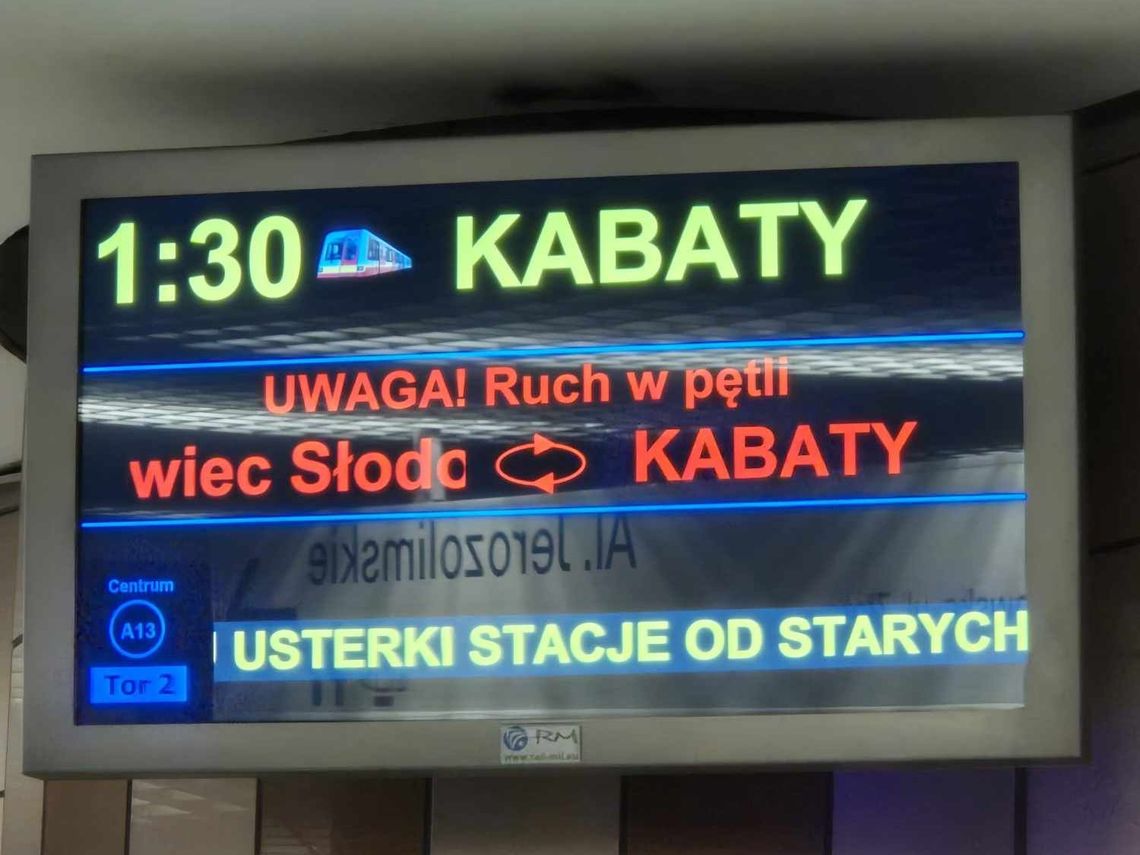 1:30 KABATY
UWAGA! Ruch w pętli
wiec Słodo KABATY
Al. Jerozolimskie
Centrum
A13
USTERKI STACJE OD STARYCH
Tor 2
RM